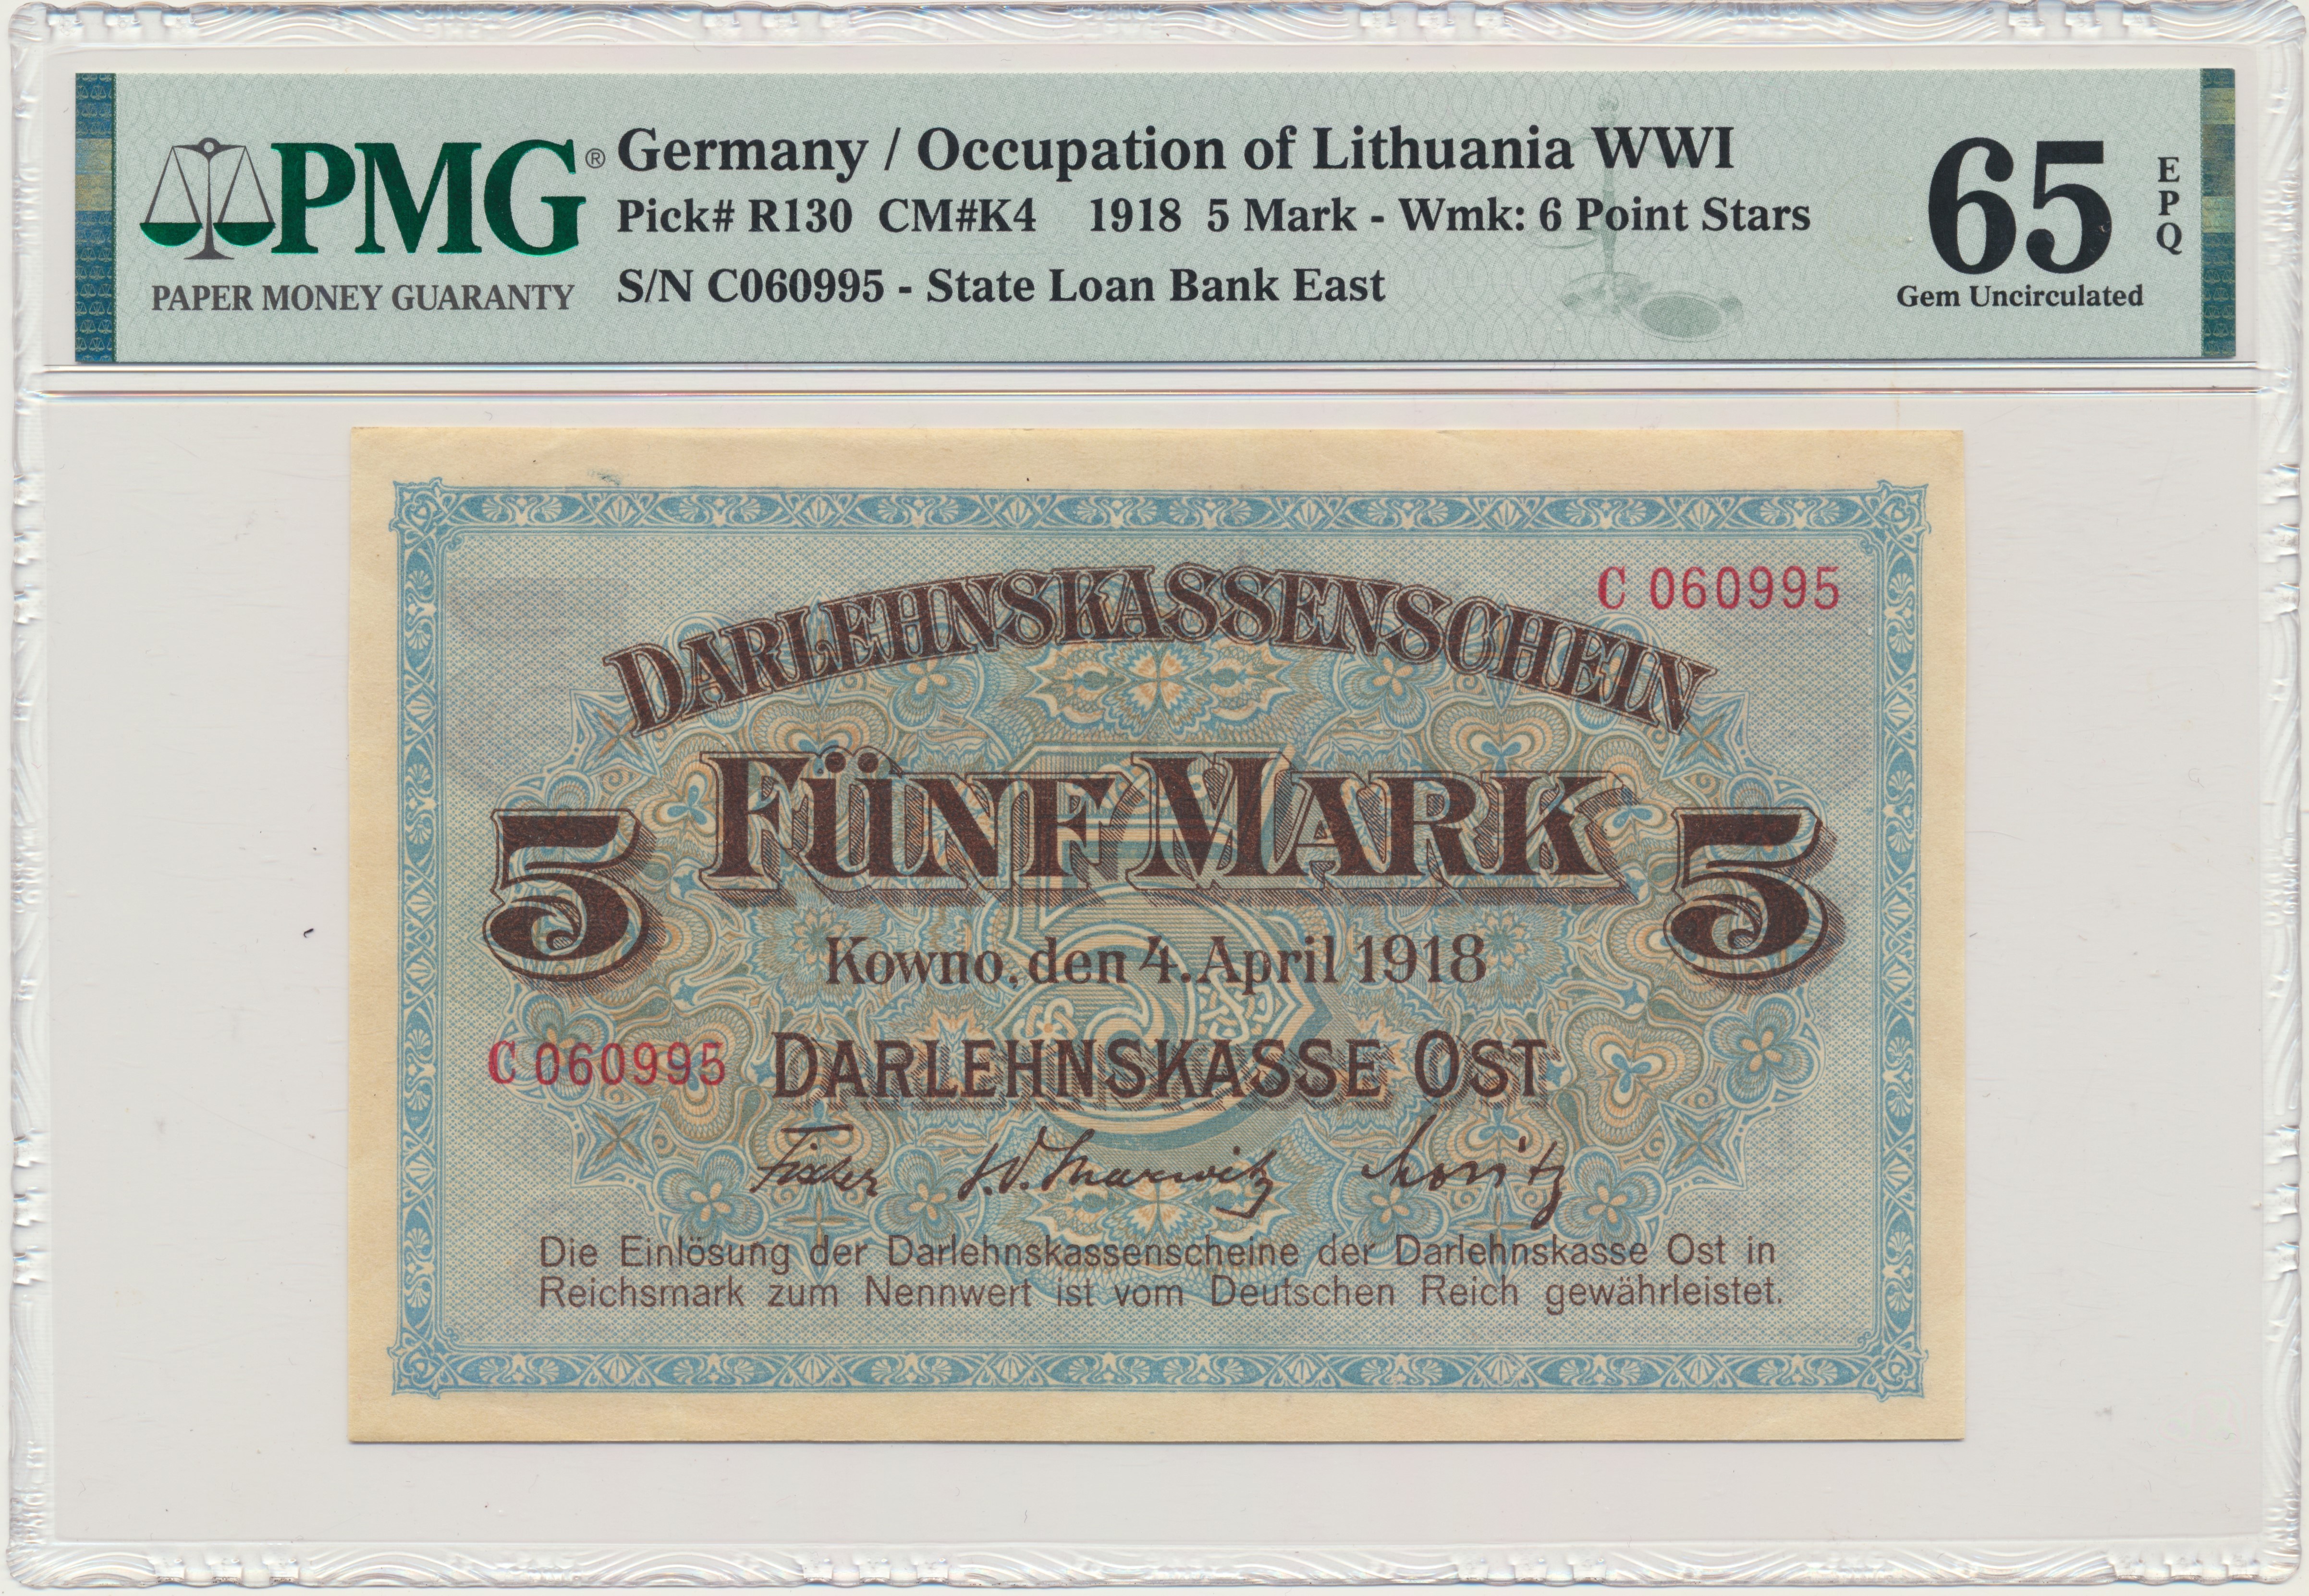 PMG®
PAPER MONEY GUARANTY
Germany / Occupation of Lithuania WWI
Pick# R130 CM#K4 1918 5 Mark - Wmk: 6 Point Stars
S/N C060995 - State Loan Bank East
65
EPQ
Gem Uncirculated
C 060995
DARLEHNSKASSENSCHEIN
5 FÜNF MARK 5
Kowno, den 4. April 1918
C 060995 DARLEHNSKASSE OST
Fischer
Die Einlösung der Darlehnskassenscheine der Darlehnskasse Ost in
Reichsmark zum Nennwert ist vom Deutschen Reich gewährleistet.